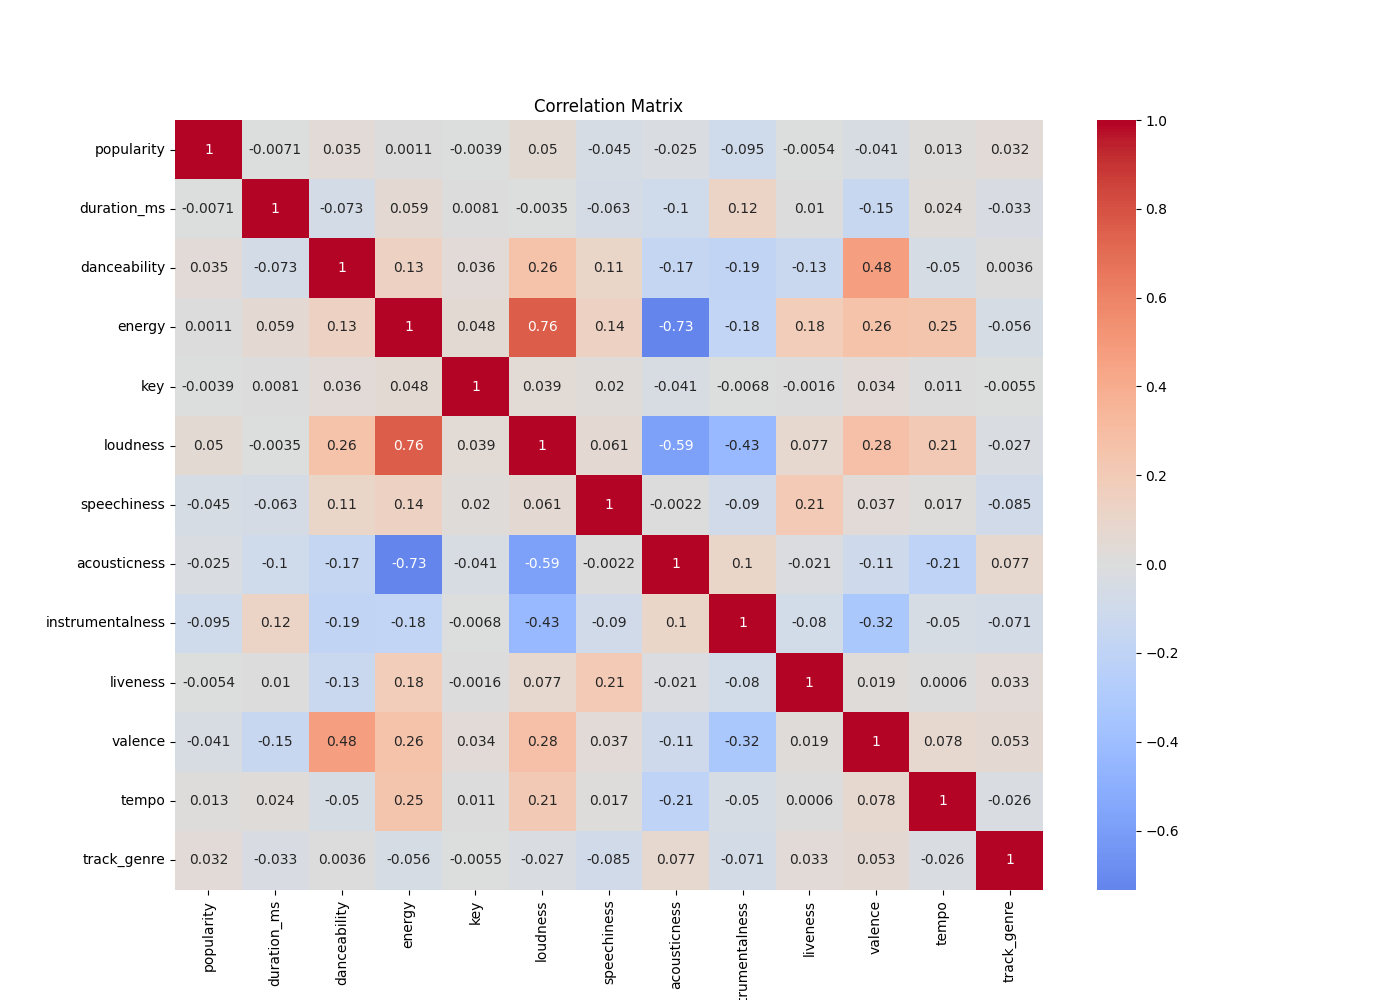 Correlation Matrix
popularity 1 -0.0071 0.035 0.0011 -0.0039 0.05 -0.045 -0.025 -0.095 -0.0054 -0.041 0.013 0.032
duration_ms -0.0071 1 -0.073 0.059 0.0081 -0.0035 -0.063 -0.1 0.12 0.01 -0.15 0.024 -0.033
danceability 0.035 -0.073 1 0.13 0.036 0.26 0.11 -0.17 -0.19 -0.13 0.48 -0.05 0.0036
energy 0.0011 0.059 0.13 1 0.048 0.76 0.14 -0.73 -0.18 0.18 0.26 0.25 -0.056
key -0.0039 0.0081 0.036 0.048 1 0.039 0.02 -0.041 -0.0068 -0.0016 0.034 0.011 -0.0055
loudness 0.05 -0.0035 0.26 0.76 0.039 1 0.061 -0.59 -0.43 0.077 0.28 0.21 -0.027
speechiness -0.045 -0.063 0.11 0.14 0.02 0.061 1 -0.0022 -0.09 0.21 0.037 0.017 -0.085
acousticness -0.025 -0.1 -0.17 -0.73 -0.041 -0.59 -0.0022 1 0.1 -0.021 -0.11 -0.21 0.077
instrumentalness -0.095 0.12 -0.19 -0.18 -0.0068 -0.43 -0.09 0.1 1 -0.08 -0.32 -0.05 -0.071
liveness -0.0054 0.01 -0.13 0.18 -0.0016 0.077 0.21 -0.021 -0.08 1 0.019 0.0006 0.033
valence -0.041 -0.15 0.48 0.26 0.034 0.28 0.037 -0.11 -0.32 0.019 1 0.078 0.053
tempo 0.013 0.024 -0.05 0.25 0.011 0.21 0.017 -0.21 -0.05 0.0006 0.078 1 -0.026
track_genre 0.032 -0.033 0.0036 -0.056 -0.0055 -0.027 -0.085 0.077 -0.071 0.033 0.053 -0.026 1
popularity
duration_ms
danceability
energy
key
loudness
speechiness
acousticness
trumentalness
liveness
valence
tempo
track_genre
1.0
0.8
0.6
0.4
0.2
0.0
−0.2
−0.4
−0.6